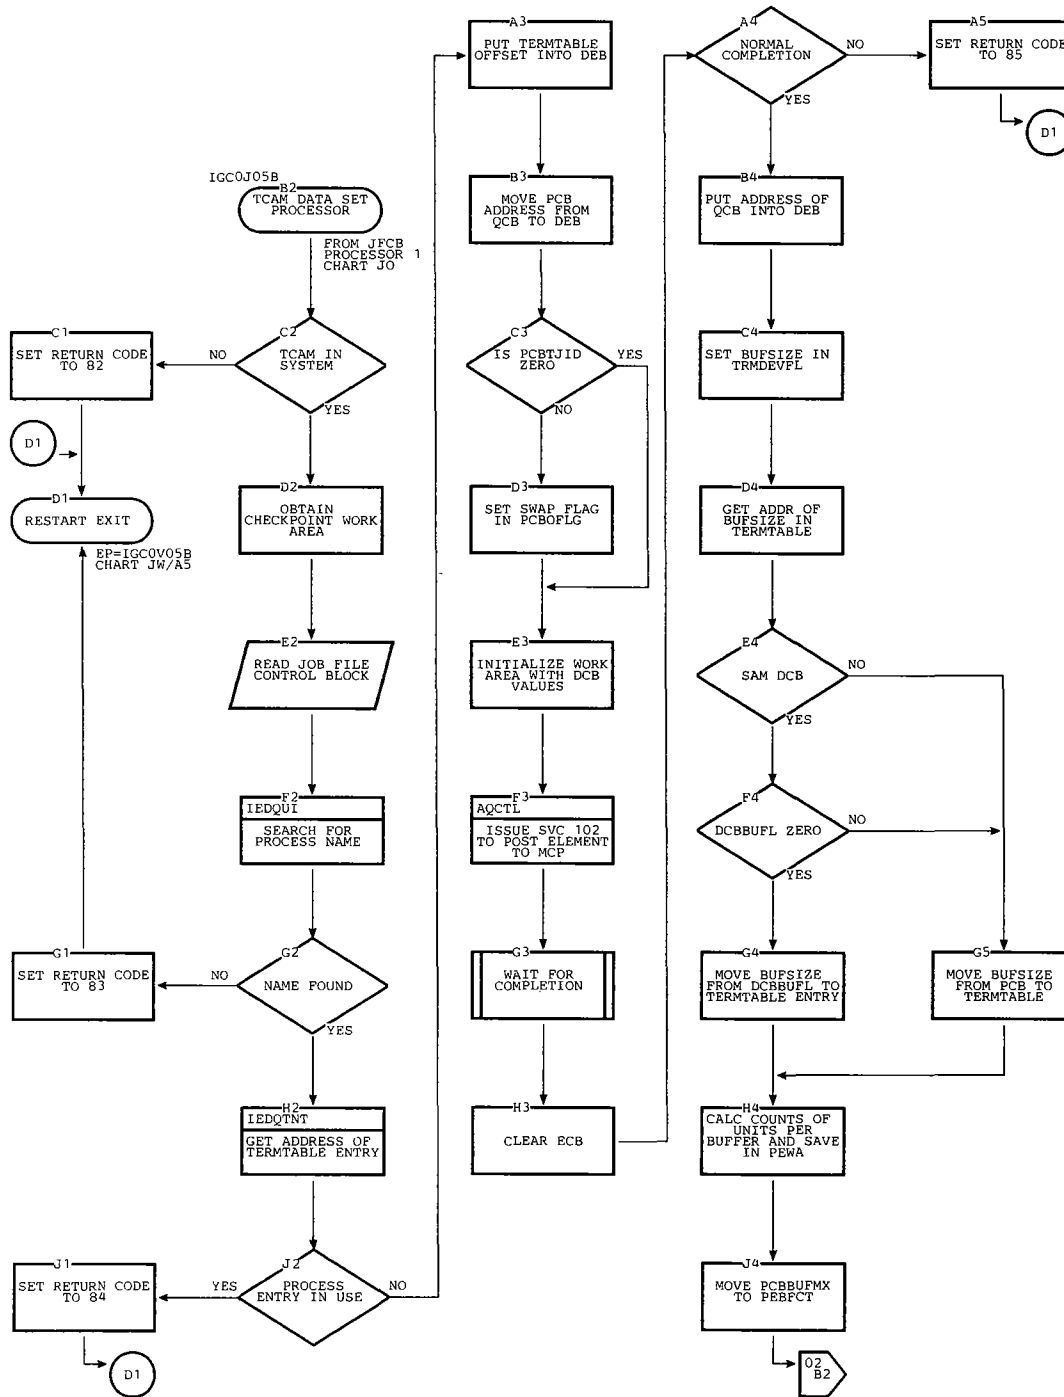 IGC0J05B
B2
TCAM DATA SET
PROCESSOR
FROM JFCB
PROCESSOR 1
CHART JO
C1
SET RETURN CODE
TO 82
NO
C2
TCAM IN
SYSTEM
YES
D1
D1
RESTART EXIT
EP=IGC0V05B
CHART JW/A5
D2
OBTAIN
CHECKPOINT WORK
AREA
E2
READ JOB FILE
CONTROL BLOCK
F2
IEDQUI
SEARCH FOR
PROCESS NAME
G1
SET RETURN CODE
TO 83
NO
G2
NAME FOUND
YES
H2
IEDQTNT
GET ADDRESS OF
TERMTABLE ENTRY
J1
SET RETURN CODE
TO 84
YES
J2
PROCESS
ENTRY IN USE
NO
D1
A3
PUT TERMTABLE
OFFSET INTO DEB
B3
MOVE PCB
ADDRESS FROM
QCB TO DEB
C3
IS PCBTJID
ZERO
YES
NO
D3
SET SWAP FLAG
IN PCBOFLG
E3
INITIALIZE WORK
AREA WITH DCB
VALUES
F3
AQCTL
ISSUE SVC 102
TO POST ELEMENT
TO MCP
G3
WAIT FOR
COMPLETION
H3
CLEAR ECB
A4
NORMAL
COMPLETION
NO
YES
A5
SET RETURN CODE
TO 85
D1
B4
PUT ADDRESS OF
QCB INTO DEB
C4
SET BUFSIZE IN
TRMDEVFL
D4
GET ADDR OF
BUFSIZE IN
TERMTABLE
E4
SAM DCB
NO
YES
F4
DCBBUFL ZERO
NO
YES
G4
MOVE BUFSIZE
FROM DCBBUFL TO
TERMTABLE ENTRY
G5
MOVE BUFSIZE
FROM PCB TO
TERMTABLE
H4
CALC COUNTS OF
UNITS PER
BUFFER AND SAVE
IN PEWA
J4
MOVE PCBBUFMX
TO PEBFCT
02
B2